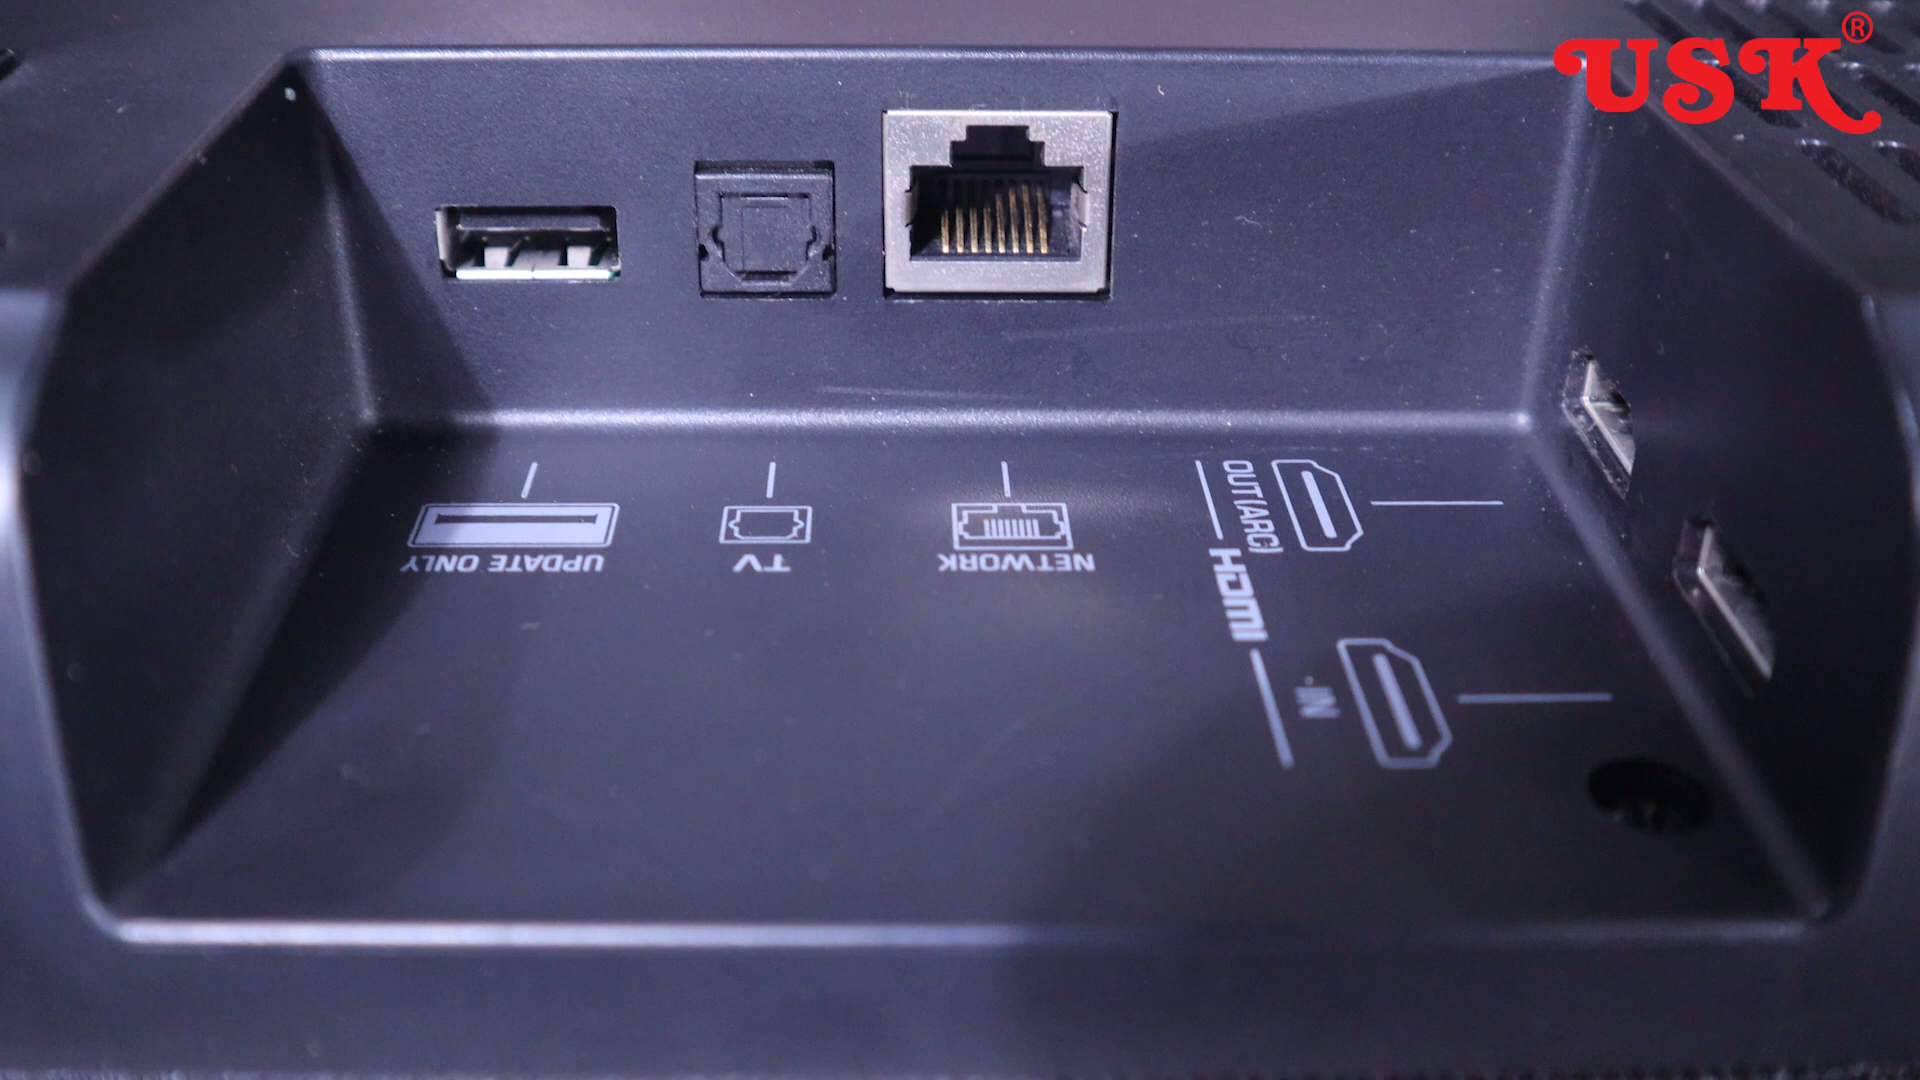 USK®
UPDATE ONLY
TV
NETWORK
OUT (ARC)
HDMI
IN